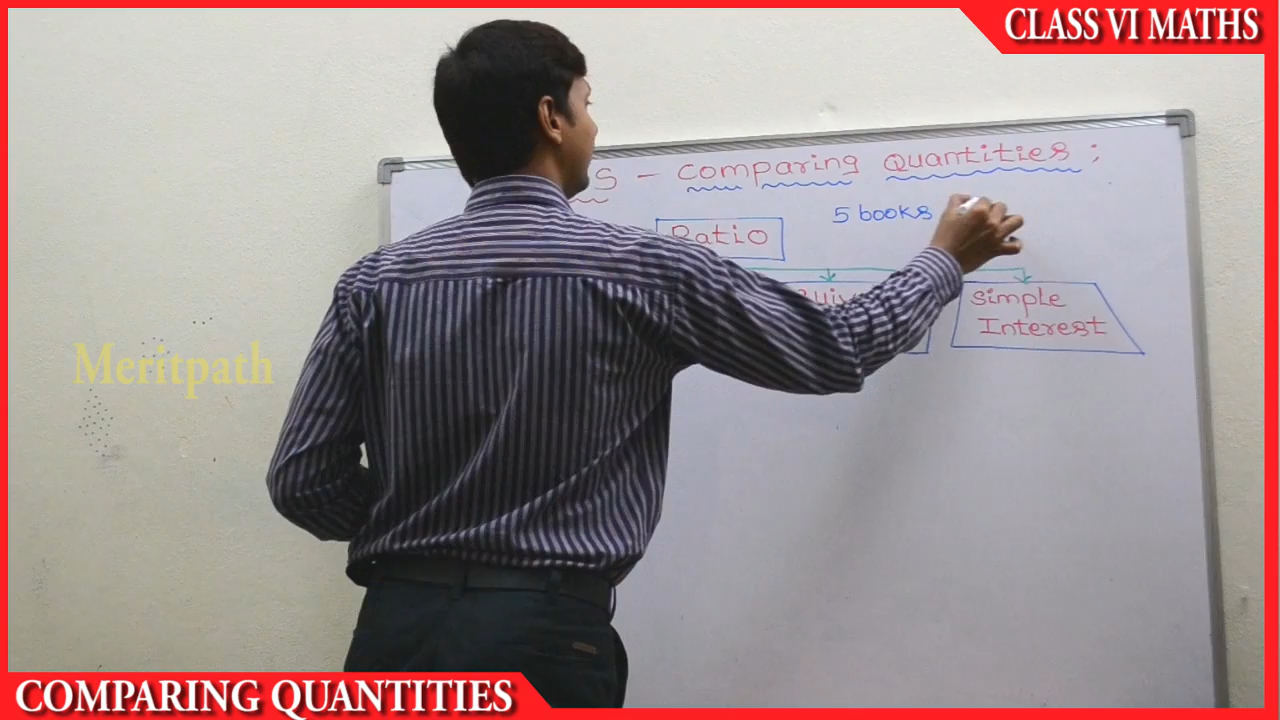 CLASS VI MATHS
S - Comparing Quantities ;
5 books
Ratio
Simple
Interest
Meritpath
COMPARING QUANTITIES